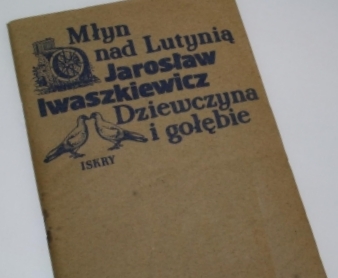 Młyn
nad Lutynią
Jarosław
Iwaszkiewicz
Dziewczyna
i gołębie
ISKRY